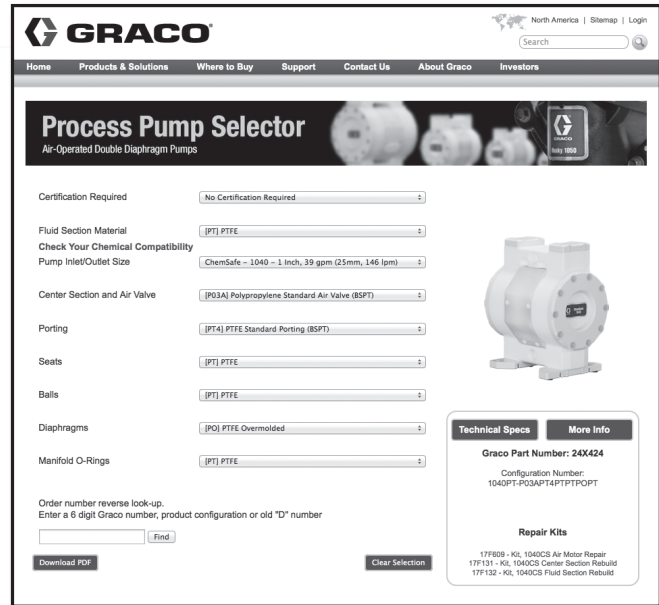 North America | Sitemap | Login
GRACO
Search
Home Products & Solutions Where to Buy Support Contact Us About Graco Investors
Process Pump Selector
Air-Operated Double Diaphragm Pumps
GRACO
Husky 1050
Certification Required No Certification Required
Fluid Section Material [PT] PTFE
Check Your Chemical Compatibility
Pump Inlet/Outlet Size ChemSafe – 1040 – 1 Inch, 39 gpm (25mm, 146 lpm)
Center Section and Air Valve [P03A] Polypropylene Standard Air Valve (BSPT)
Porting [PT4] PTFE Standard Porting (BSPT)
Seats [PT] PTFE
Balls [PT] PTFE
Diaphragms [PO] PTFE Overmolded
Manifold O-Rings [PT] PTFE
Technical Specs More Info
Graco Part Number: 24X424
Configuration Number:
1040PT-P03APT4PTPTPOPT
Repair Kits
17F609 - Kit, 1040CS Air Motor Repair
17F131 - Kit, 1040CS Center Section Rebuild
17F132 - Kit, 1040CS Fluid Section Rebuild
Order number reverse look-up.
Enter a 6 digit Graco number, product configuration or old "D" number
Find
Download PDF Clear Selection